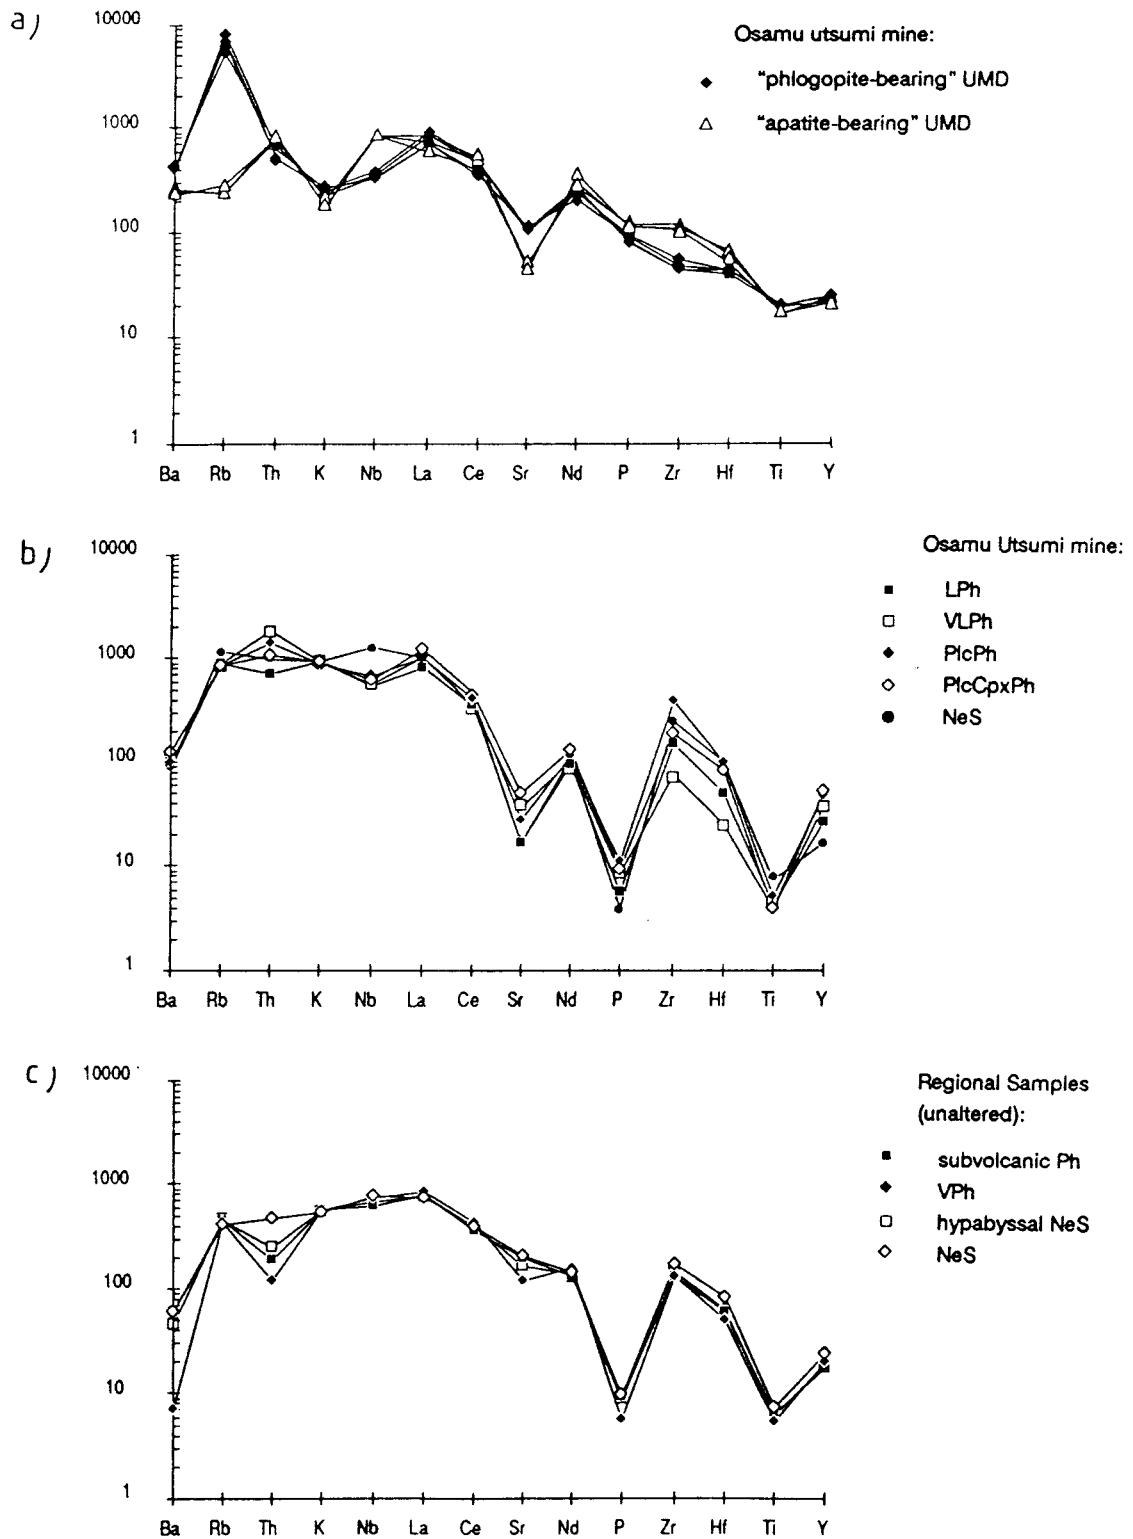 a)
Osamu utsumi mine:
"phlogopite-bearing" UMD
"apatite-bearing" UMD
10000
1000
100
10
1
Ba Rb Th K Nb La Ce Sr Nd P Zr Hf Ti Y
b)
Osamu Utsumi mine:
LPh
VLPh
PlcPh
PlcCpxPh
NeS
10000
1000
100
10
1
Ba Rb Th K Nb La Ce Sr Nd P Zr Hf Ti Y
c)
Regional Samples
(unaltered):
subvolcanic Ph
VPh
hypabyssal NeS
NeS
10000
1000
100
10
1
Ba Rb Th K Nb La Ce Sr Nd P Zr Hf Ti Y